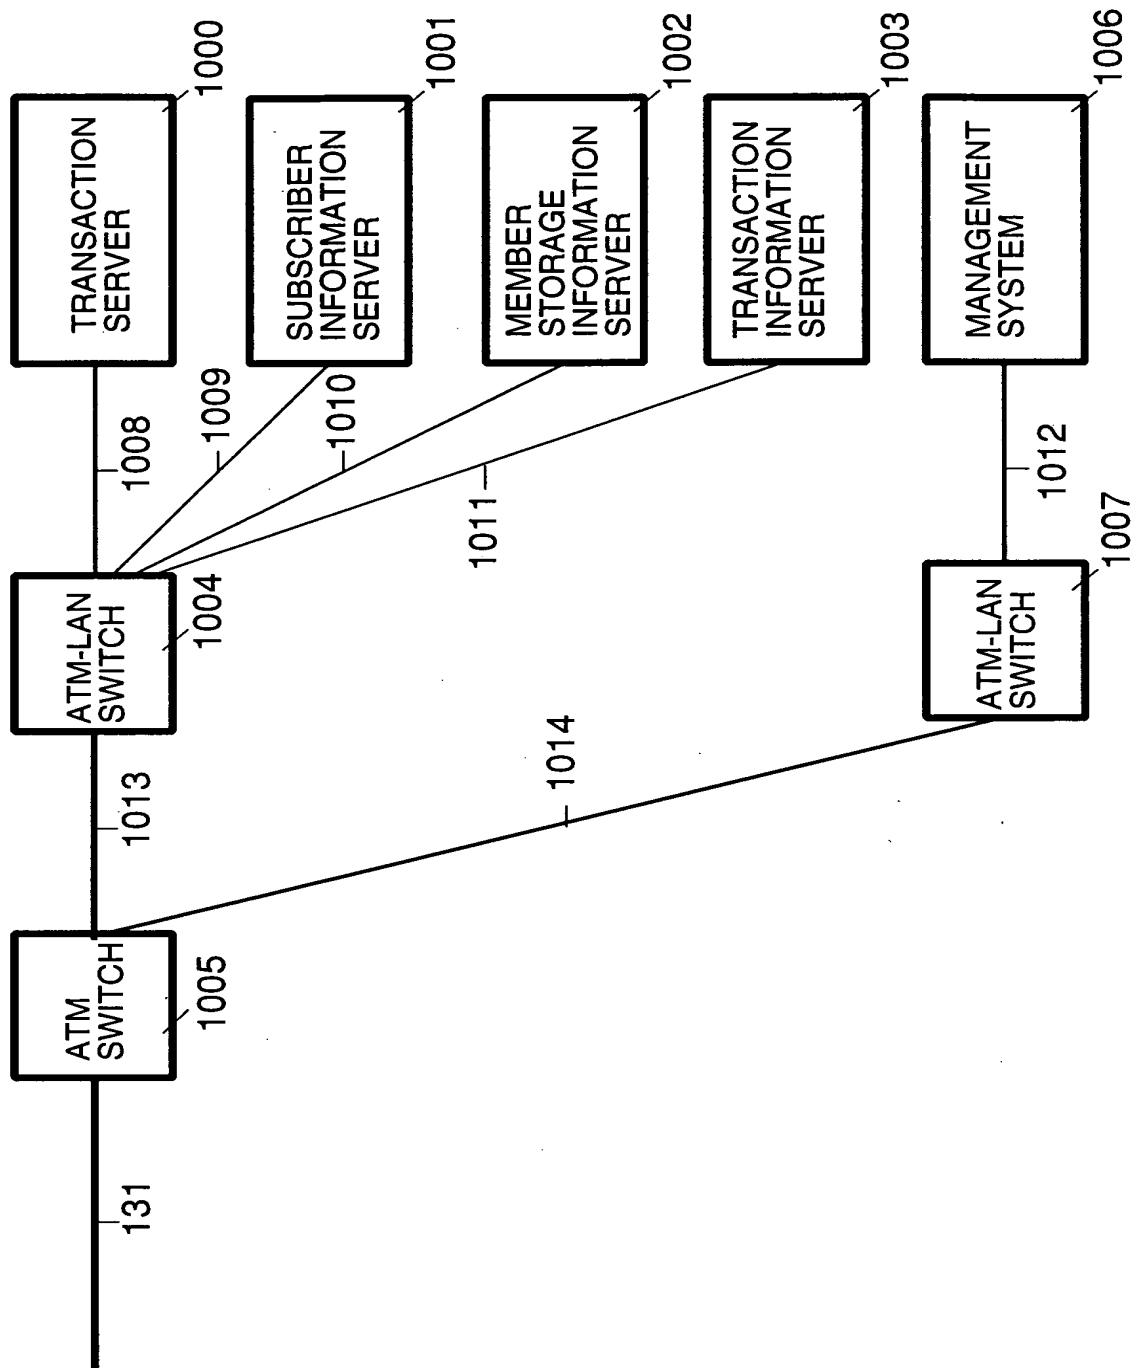 TRANSACTION
SERVER
1000
SUBSCRIBER
INFORMATION
SERVER
1001
MEMBER
STORAGE
INFORMATION
SERVER
1002
TRANSACTION
INFORMATION
SERVER
1003
MANAGEMENT
SYSTEM
1006
1008
1009
1010
1011
1012
ATM-LAN
SWITCH
1004
ATM-LAN
SWITCH
1007
1013
1014
ATM
SWITCH
1005
131